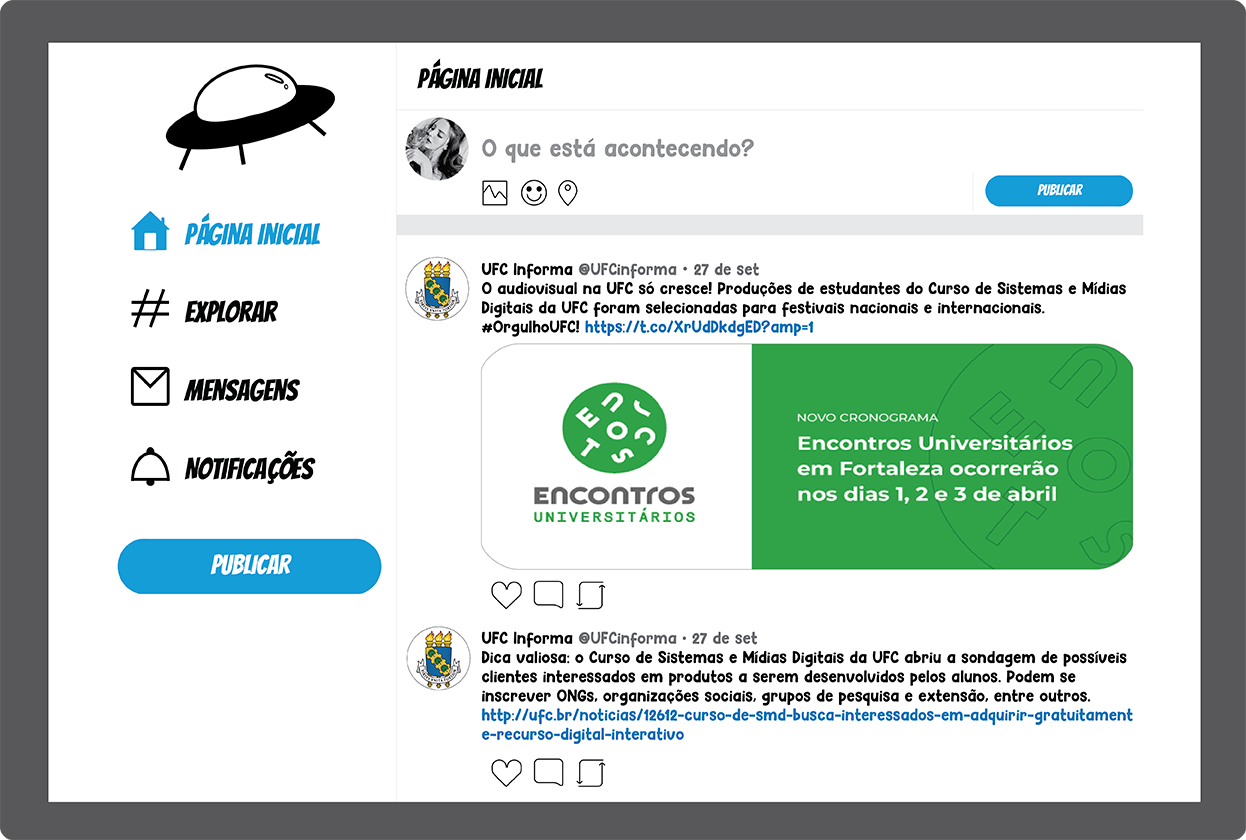 PÁGINA INICIAL
EXPLORAR
MENSAGENS
NOTIFICAÇÕES
PUBLICAR
PÁGINA INICIAL
O que está acontecendo?
PUBLICAR
UFC Informa @UFCinforma • 27 de set
O audiovisual na UFC só cresce! Produções de estudantes do Curso de Sistemas e Mídias
Digitais da UFC foram selecionadas para festivais nacionais e internacionais.
#OrgulhoUFC! https://t.co/XrUdDkdgED?amp=1
ENCONTROS
ENCONTROS
UNIVERSITÁRIOS
NOVO CRONOGRAMA
Encontros Universitários
em Fortaleza ocorrerão
nos dias 1, 2 e 3 de abril
UFC Informa @UFCinforma • 27 de set
Dica valiosa: o Curso de Sistemas e Mídias Digitais da UFC abriu a sondagem de possíveis
clientes interessados em produtos a serem desenvolvidos pelos alunos. Podem se
inscrever ONGs, organizações sociais, grupos de pesquisa e extensão, entre outros.
http://ufc.br/noticias/12612-curso-de-smd-busca-interessados-em-adquirir-gratuitament
e-recurso-digital-interativo